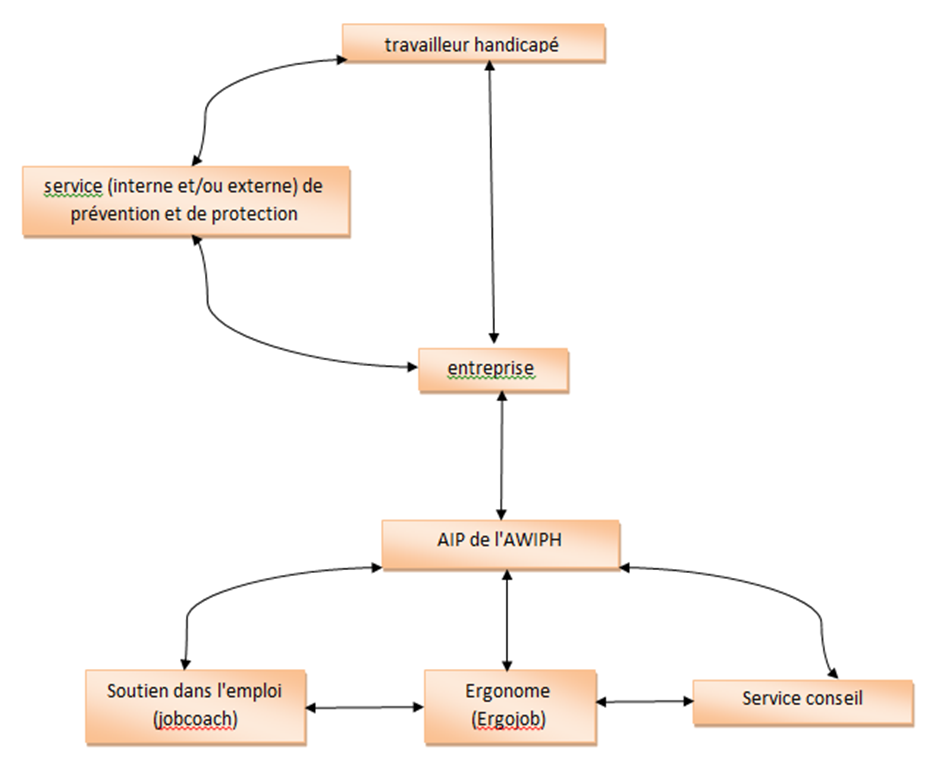 travailleur handicapé
service (interne et/ou externe) de
prévention et de protection
entreprise
AIP de l'AWIPH
Soutien dans l'emploi
(jobcoach)
Ergonome
(Ergojob)
Service conseil